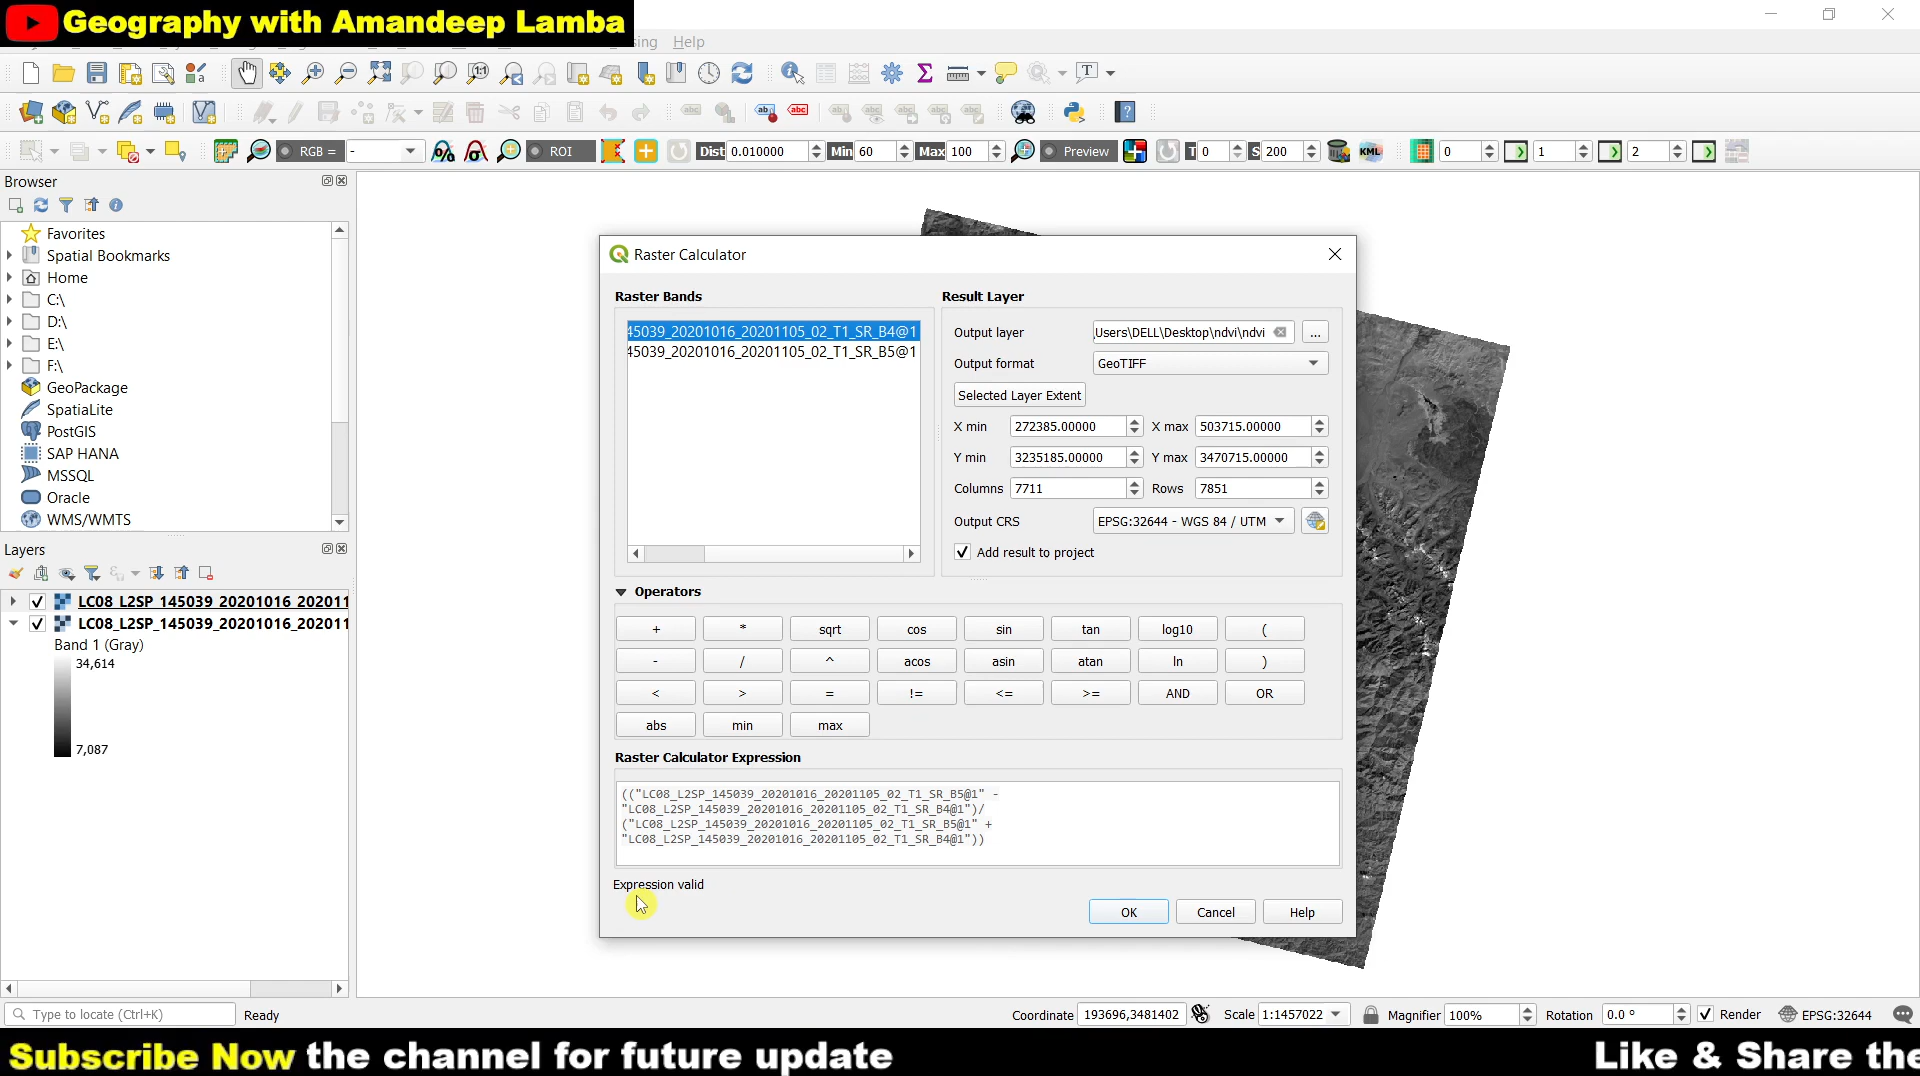 Geography with Amandeep Lamba
Help
RGB =
-
ROI
Dist 0.010000
Min 60
Max 100
Preview
T 0
S 200
KML
0
1
2
Browser
Favorites
Spatial Bookmarks
Home
C:\
D:\
E:\
F:\
GeoPackage
SpatiaLite
PostGIS
SAP HANA
MSSQL
Oracle
WMS/WMTS
Layers
LC08_L2SP_145039_20201016_202011
LC08_L2SP_145039_20201016_202011
Band 1 (Gray)
34,614
7,087
Raster Calculator
Raster Bands
45039_20201016_20201105_02_T1_SR_B4@1
45039_20201016_20201105_02_T1_SR_B5@1
Result Layer
Output layer
Users\DELL\Desktop\ndvi\ndvi
...
Output format
GeoTIFF
Selected Layer Extent
X min 272385.00000 X max 503715.00000
Y min 3235185.00000 Y max 3470715.00000
Columns 7711 Rows 7851
Output CRS EPSG:32644 - WGS 84 / UTM
Add result to project
Operators
+ * sqrt cos sin tan log10 (
- / ^ acos asin atan ln )
< > = != <= >= AND OR
abs min max
Raster Calculator Expression
(("LC08_L2SP_145039_20201016_20201105_02_T1_SR_B5@1" -
"LC08_L2SP_145039_20201016_20201105_02_T1_SR_B4@1")/
("LC08_L2SP_145039_20201016_20201105_02_T1_SR_B5@1" +
"LC08_L2SP_145039_20201016_20201105_02_T1_SR_B4@1"))
Expression valid
OK Cancel Help
Type to locate (Ctrl+K)
Ready
Coordinate 193696,3481402
Scale 1:1457022
Magnifier 100%
Rotation 0.0 °
Render
EPSG:32644
Subscribe Now the channel for future update
Like & Share the